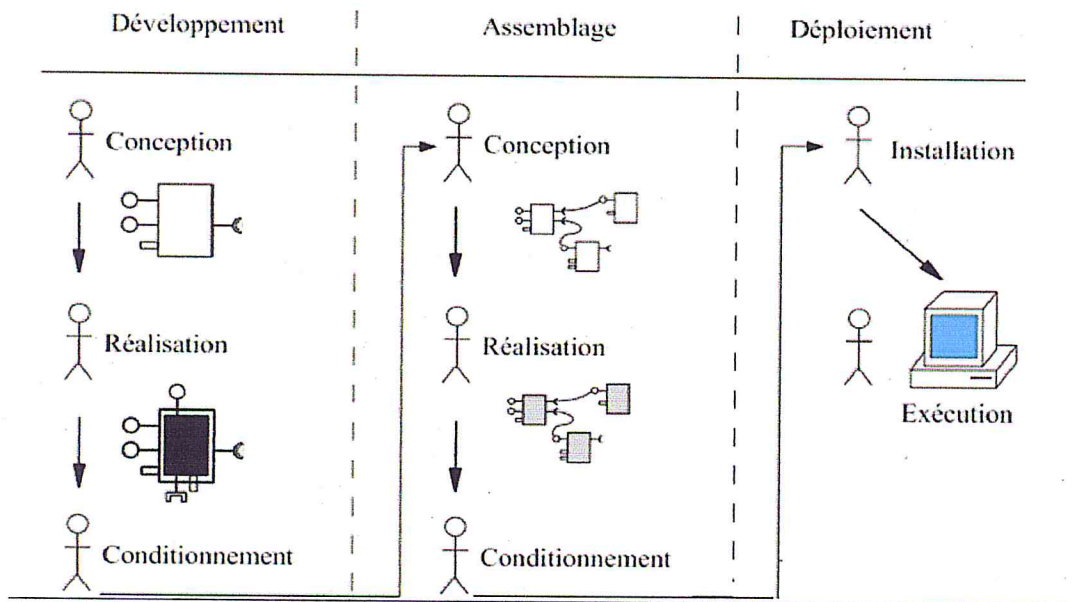 Développement
Assemblage
Déploiement
Conception
Réalisation
Conditionnement
Conception
Réalisation
Conditionnement
Installation
Exécution